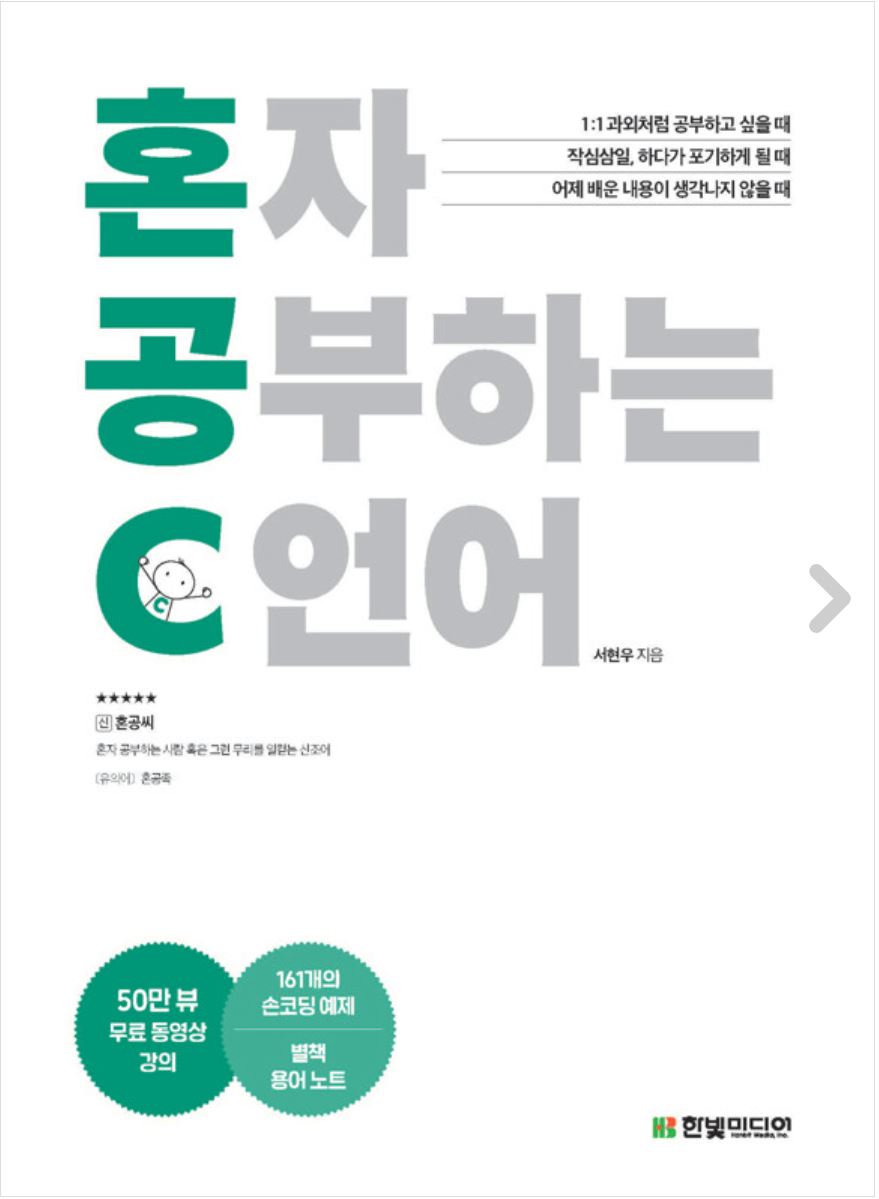 혼자
1:1 과외처럼 공부하고 싶을 때
작심삼일, 하다가 포기하게 될 때
어제 배운 내용이 생각나지 않을 때
공부하는
C 언어
C
서현우 지음
★★★★★
신 혼공씨
혼자 공부하는 사람 혹은 그런 무리를 일컫는 신조어
(유의어) 혼공족
50만 뷰
무료 동영상
강의
161개의
손코딩 예제
별책
용어 노트
HB 한빛미디어
Hanbit Media, Inc.